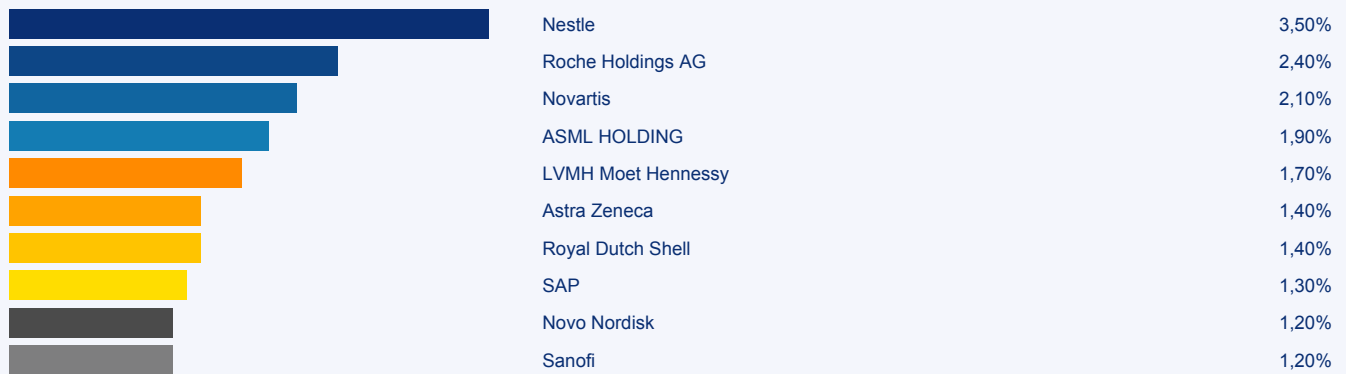 Nestle 3,50%
Roche Holdings AG 2,40%
Novartis 2,10%
ASML HOLDING 1,90%
LVMH Moet Hennessy 1,70%
Astra Zeneca 1,40%
Royal Dutch Shell 1,40%
SAP 1,30%
Novo Nordisk 1,20%
Sanofi 1,20%